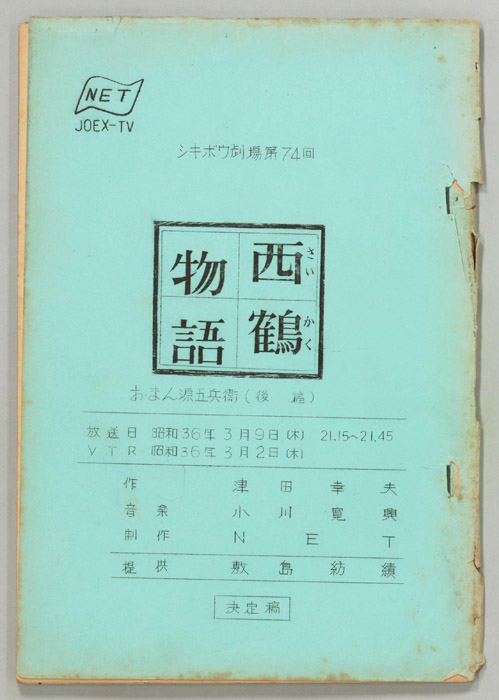 NET
JOEX-TV
シキボウ劇場第74回
西鶴
さいかく
物語
おまん源五兵衛(後篇)
放送日 昭和36年3月9日(木) 21.15~21.45
VTR 昭和36年3月2日(木)
作 津田幸夫
音楽 小川寛興
制作 NET
提供 敷島紡績
決定稿